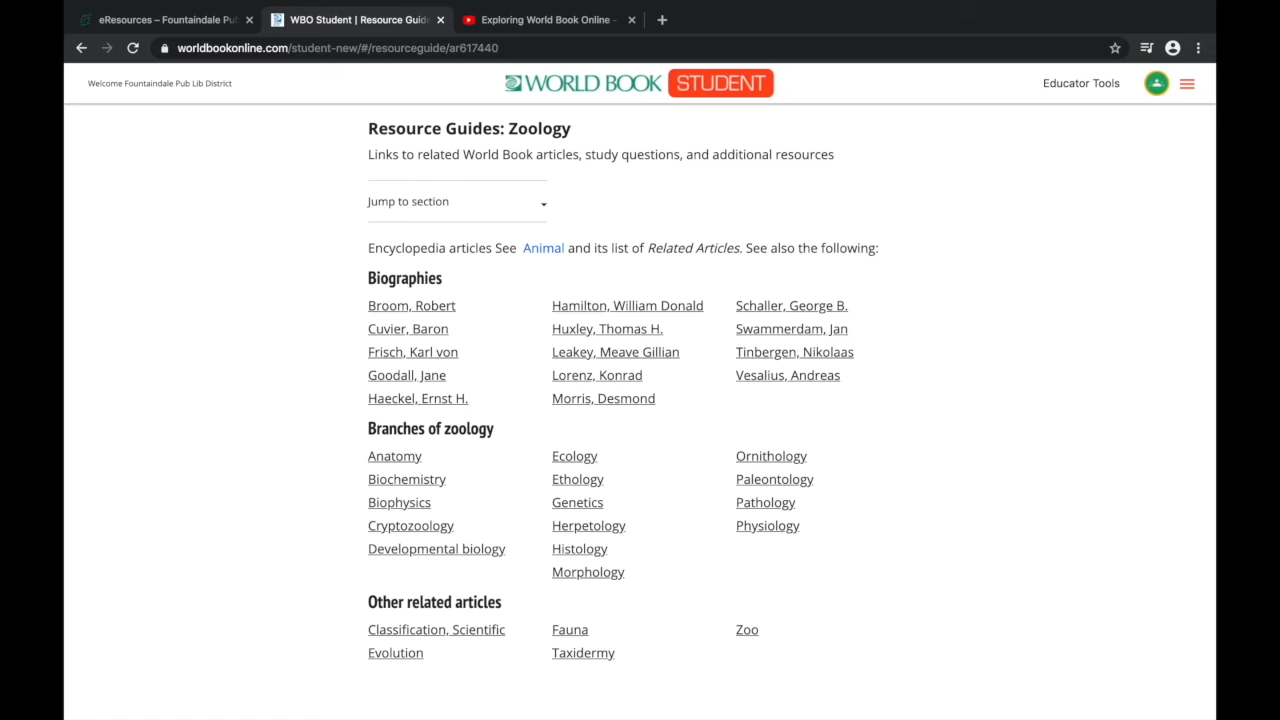 eResources – Fountaindale Pu
WBO Student | Resource Guide
Exploring World Book Online -
worldbookonline.com/student-new/#/resourceguide/ar617440
Welcome Fountaindale Pub Lib District
WORLD BOOK STUDENT
Educator Tools
Resource Guides: Zoology
Links to related World Book articles, study questions, and additional resources
Jump to section
Encyclopedia articles See Animal and its list of Related Articles. See also the following:
Biographies
Broom, Robert
Cuvier, Baron
Frisch, Karl von
Goodall, Jane
Haeckel, Ernst H.
Hamilton, William Donald
Huxley, Thomas H.
Leakey, Meave Gillian
Lorenz, Konrad
Morris, Desmond
Schaller, George B.
Swammerdam, Jan
Tinbergen, Nikolaas
Vesalius, Andreas
Branches of zoology
Anatomy
Biochemistry
Biophysics
Cryptozoology
Developmental biology
Ecology
Ethology
Genetics
Herpetology
Histology
Morphology
Ornithology
Paleontology
Pathology
Physiology
Other related articles
Classification, Scientific
Evolution
Fauna
Taxidermy
Zoo